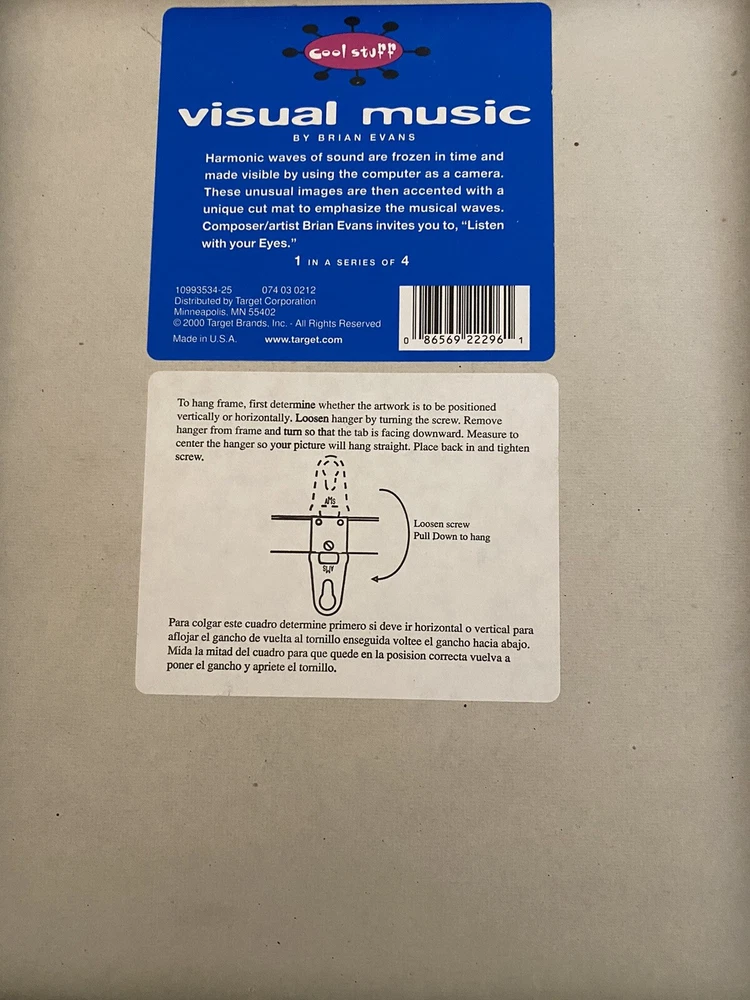 cool stuff
visual music
BY BRIAN EVANS
Harmonic waves of sound are frozen in time and
made visible by using the computer as a camera.
These unusual images are then accented with a
unique cut mat to emphasize the musical waves.
Composer/artist Brian Evans invites you to, “Listen
with your Eyes.”
1 IN A SERIES OF 4
10993534-25 074 03 0212
Distributed by Target Corporation
Minneapolis, MN 55402
© 2000 Target Brands, Inc. - All Rights Reserved
Made in U.S.A. www.target.com
0 86569 22296 1
To hang frame, first determine whether the artwork is to be positioned
vertically or horizontally. Loosen hanger by turning the screw. Remove
hanger from frame and turn so that the tab is facing downward. Measure to
center the hanger so your picture will hang straight. Place back in and tighten
screw.
AMS
Loosen screw
Pull Down to hang
AMS
Para colgar este cuadro determine primero si deve ir horizontal o vertical para
aflojar el gancho de vuelta al tornillo enseguida voltee el gancho hacia abajo.
Mida la mitad del cuadro para que quede en la posision correcta vuelva a
poner el gancho y apriete el tornillo.